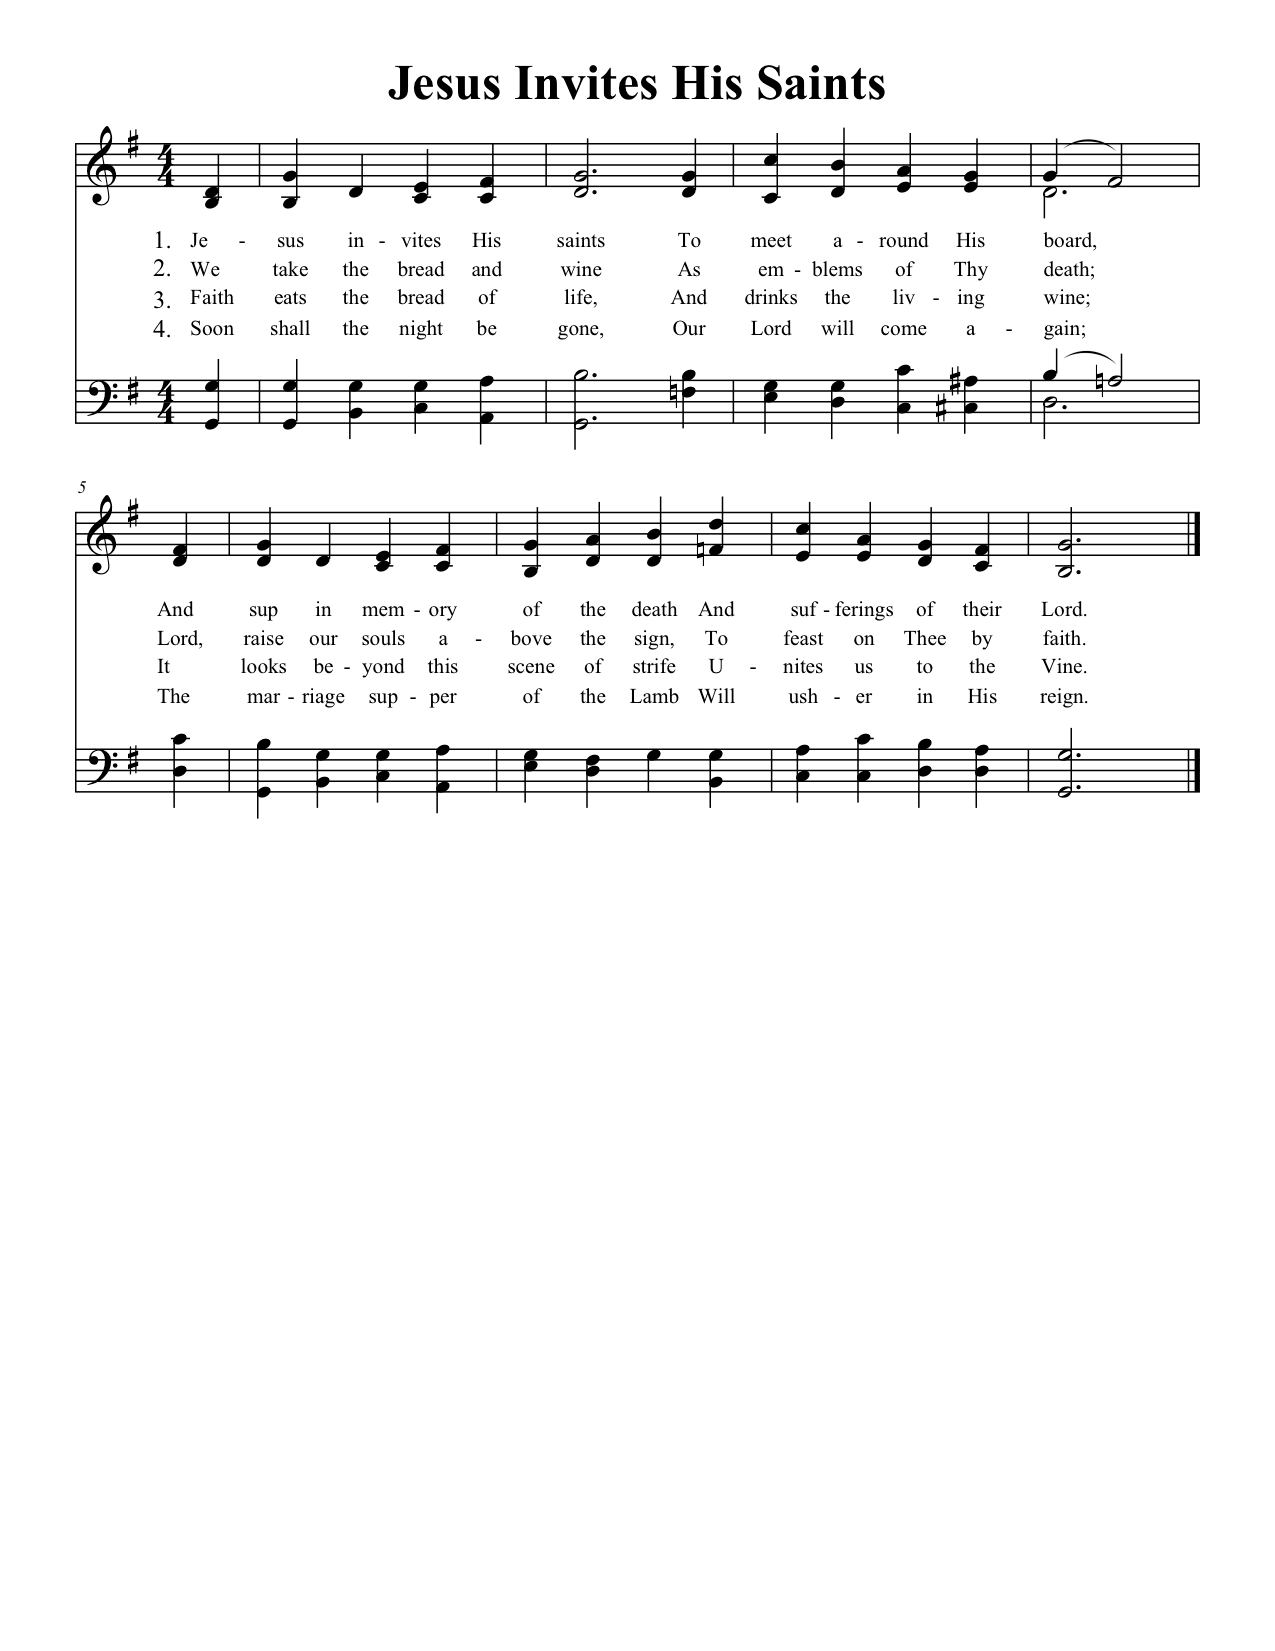 Jesus Invites His Saints
4
4
1. Je - sus in - vites His saints To meet a - round His board,
2. We take the bread and wine As em - blems of Thy death;
3. Faith eats the bread of life, And drinks the liv - ing wine;
4. Soon shall the night be gone, Our Lord will come a - gain;
4
4
5
And sup in mem - ory of the death And suf - ferings of their Lord.
Lord, raise our souls a - bove the sign, To feast on Thee by faith.
It looks be - yond this scene of strife U - nites us to the Vine.
The mar - riage sup - per of the Lamb Will ush - er in His reign.